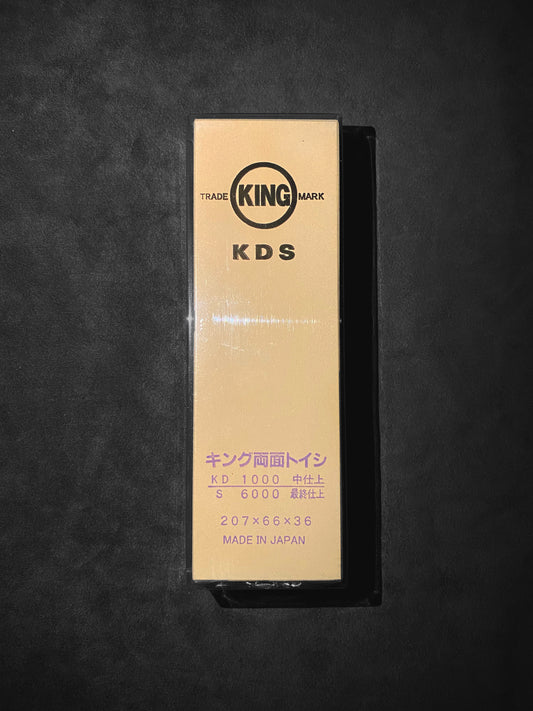 TRADE KING MARK
KDS
キング両面トイシ
KD 1000 中仕上
S 6000 最終仕上
207×66×36
MADE IN JAPAN